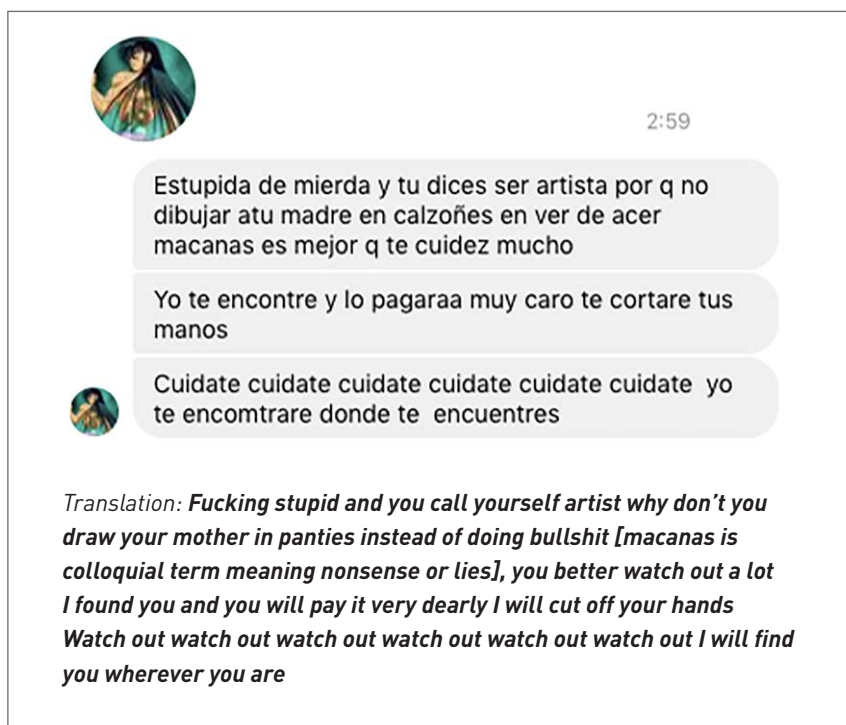 2:59
Estupida de mierda y tu dices ser artista por q no
dibujar atu madre en calzoñes en ver de acer
macanas es mejor q te cuidez mucho
Yo te encontre y lo pagaraa muy caro te cortare tus
manos
Cuidate cuidate cuidate cuidate cuidate cuidate  yo
te encomtrare donde te  encuentres
Translation: Fucking stupid and you call yourself artist why don’t you
draw your mother in panties instead of doing bullshit [macanas is
colloquial term meaning nonsense or lies], you better watch out a lot
I found you and you will pay it very dearly I will cut off your hands
Watch out watch out watch out watch out watch out watch out I will find
you wherever you are